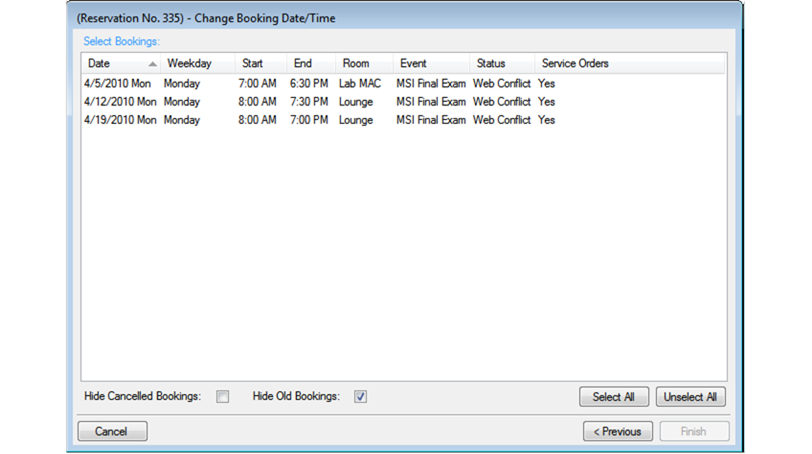 (Reservation No. 335) - Change Booking Date/Time
Select Bookings:
Date Weekday Start End Room Event Status Service Orders
4/5/2010 Mon Monday 7:00 AM 6:30 PM Lab MAC MSI Final Exam Web Conflict Yes
4/12/2010 Mon Monday 8:00 AM 7:30 PM Lounge MSI Final Exam Web Conflict Yes
4/19/2010 Mon Monday 8:00 AM 7:00 PM Lounge MSI Final Exam Web Conflict Yes
Hide Cancelled Bookings: Hide Old Bookings: Select All Unselect All
Cancel < Previous Finish